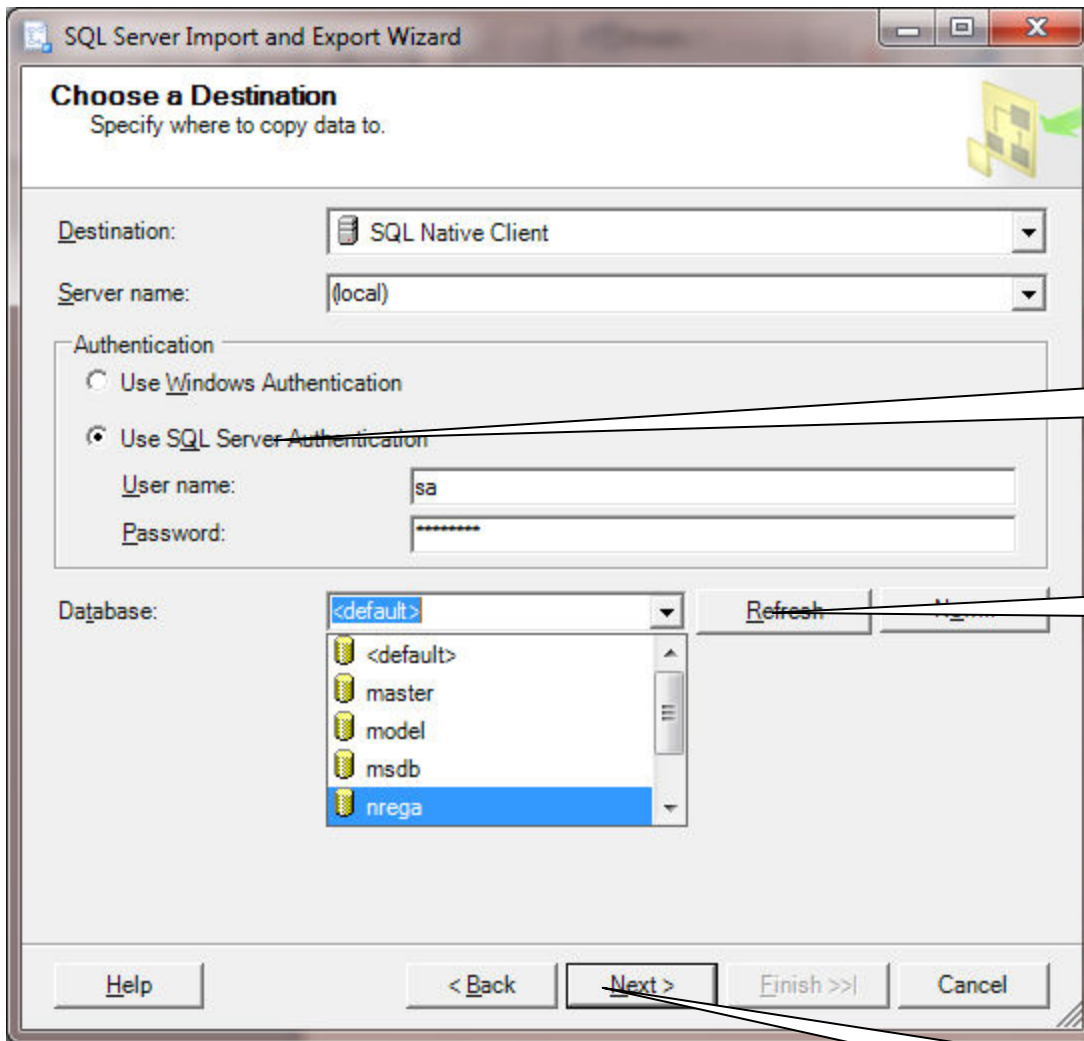 SQL Server Import and Export Wizard
Choose a Destination
Specify where to copy data to.
Destination: SQL Native Client
Server name: (local)
Authentication
Use Windows Authentication
Use SQL Server Authentication
User name: sa
Password: ********
Database: <default> Refresh
<default>
master
model
msdb
nrega
Help < Back Next > Finish >>| Cancel